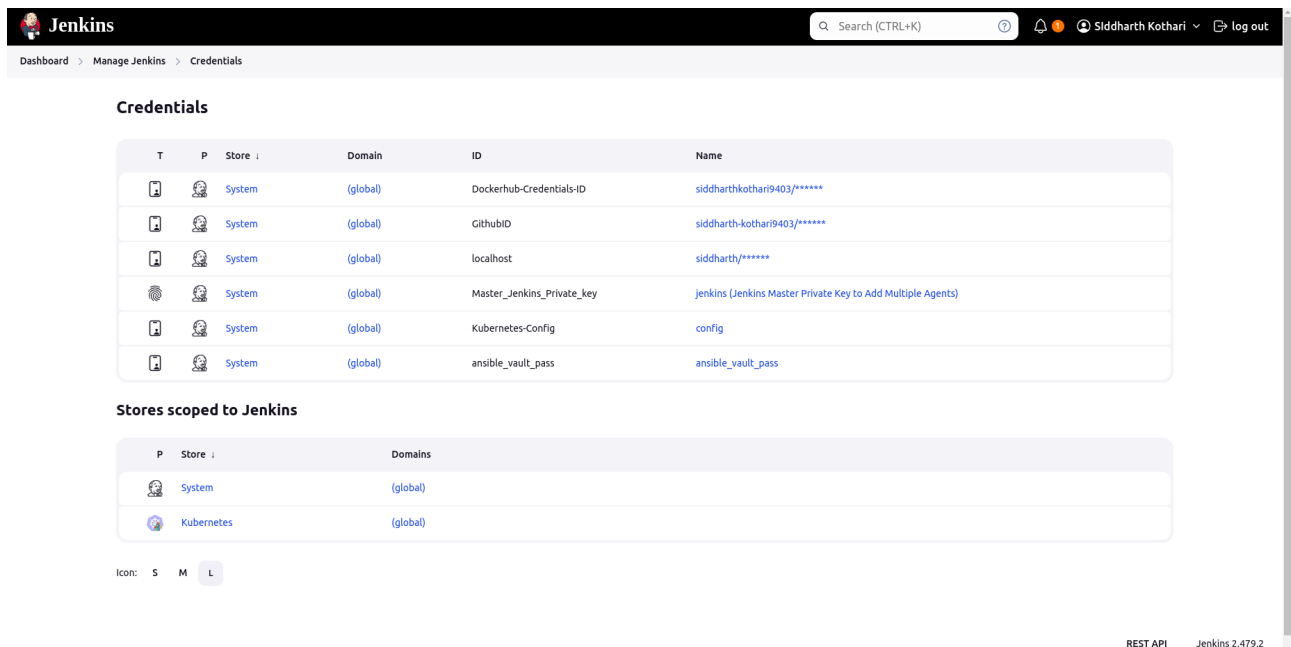 Jenkins
Search (CTRL+K)
1
SIddharth Kothari
log out
Dashboard > Manage Jenkins > Credentials
Credentials
T P Store ↓ Domain ID Name
System (global) Dockerhub-Credentials-ID siddharthkothari9403/******
System (global) GithubID siddharth-kothari9403/******
System (global) localhost siddharth/******
System (global) Master_Jenkins_Private_key jenkins (Jenkins Master Private Key to Add Multiple Agents)
System (global) Kubernetes-Config config
System (global) ansible_vault_pass ansible_vault_pass
Stores scoped to Jenkins
P Store ↓ Domains
System (global)
Kubernetes (global)
Icon: S M L
REST API Jenkins 2.479.2